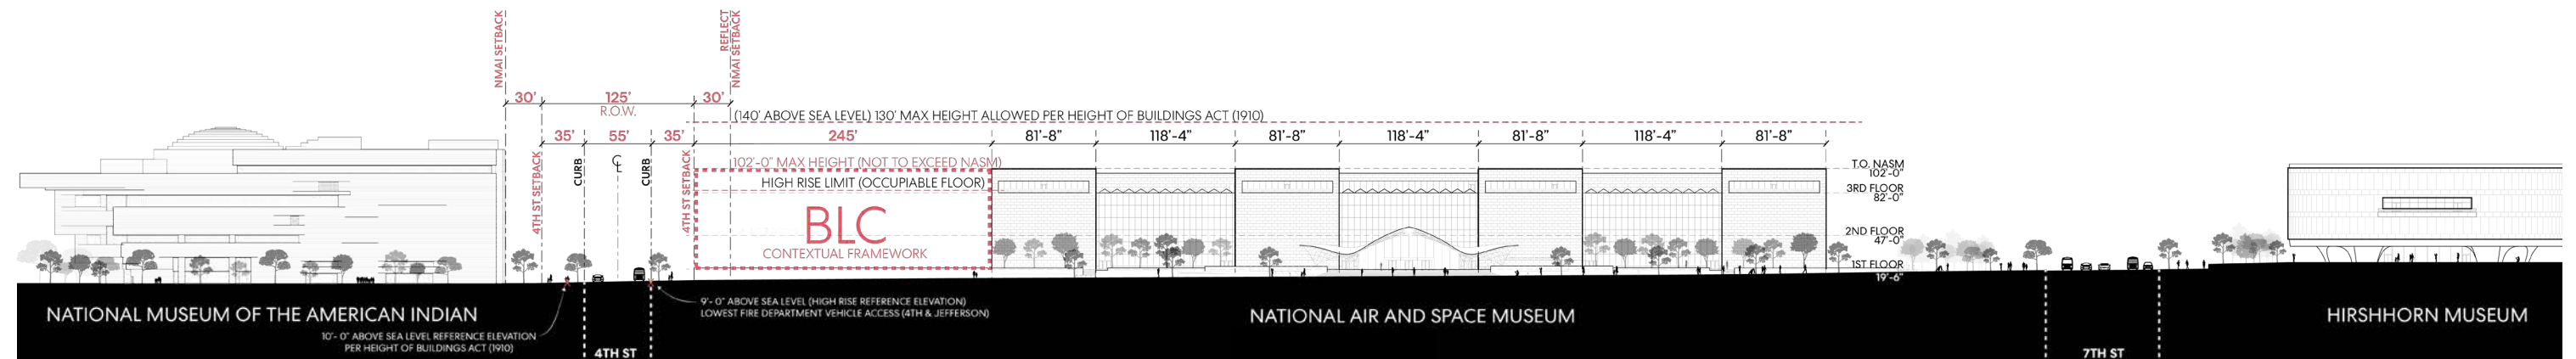 NMAI SETBACK
REFLECT
NMAI SETBACK
30’
125’
30’
R.O.W.
(140’ ABOVE SEA LEVEL) 130’ MAX HEIGHT ALLOWED PER HEIGHT OF BUILDINGS ACT (1910)
35’
55’
35’
245’
81’-8”
118’-4”
81’-8”
118’-4”
81’-8”
118’-4”
81’-8”
4TH ST SETBACK
CURB
CL
CURB
4TH ST SETBACK
102’-0” MAX HEIGHT (NOT TO EXCEED NASM)
HIGH RISE LIMIT (OCCUPIABLE FLOOR)
BLC
CONTEXTUAL FRAMEWORK
T.O. NASM
102’-0”
3RD FLOOR
82’-0”
2ND FLOOR
47’-0”
1ST FLOOR
19’-6”
NATIONAL MUSEUM OF THE AMERICAN INDIAN
10’- 0” ABOVE SEA LEVEL REFERENCE ELEVATION
PER HEIGHT OF BUILDINGS ACT (1910)
4TH ST
9’- 0” ABOVE SEA LEVEL (HIGH RISE REFERENCE ELEVATION)
LOWEST FIRE DEPARTMENT VEHICLE ACCESS (4TH & JEFFERSON)
NATIONAL AIR AND SPACE MUSEUM
7TH ST
HIRSHHORN MUSEUM